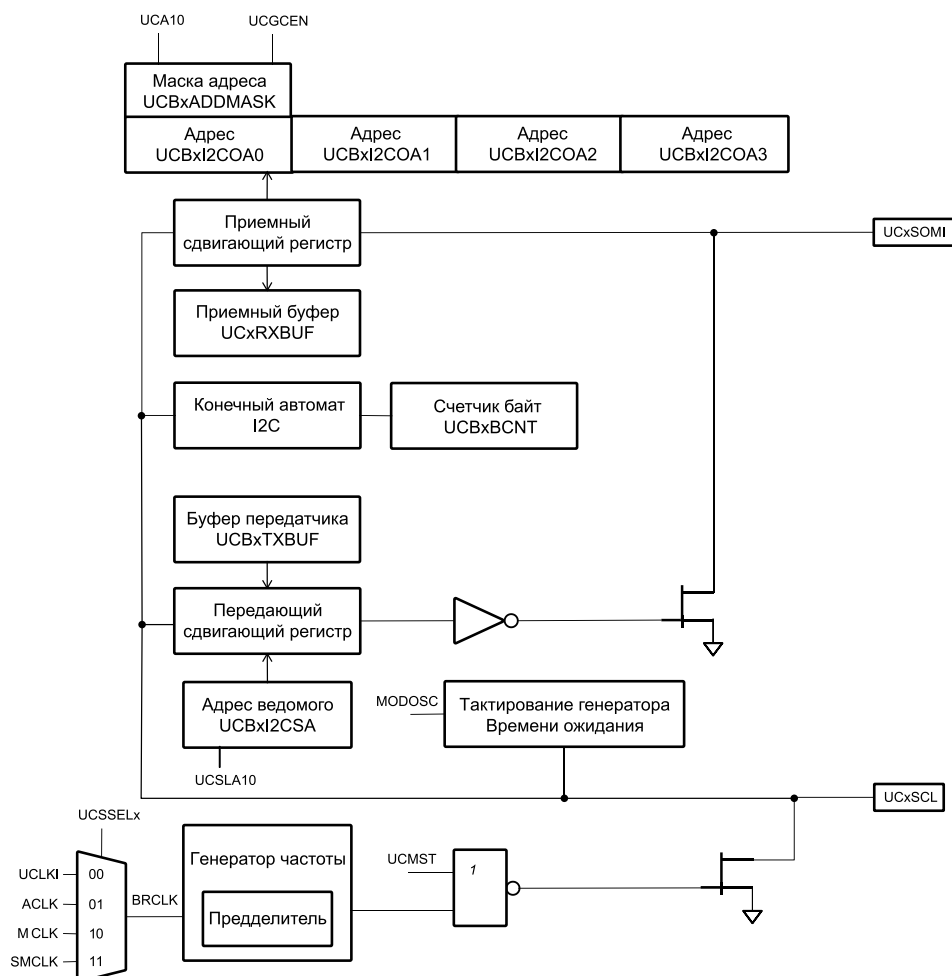 UCA10 UCGCEN
Маска адреса
UCBxADDMASK
Адрес
UCBxI2COA0
Адрес
UCBxI2COA1
Адрес
UCBxI2COA2
Адрес
UCBxI2COA3
Приемный
сдвигающий регистр
UCxSOMI
Приемный буфер
UCxRXBUF
Конечный автомат
I2C
Счетчик байт
UCBxBCNT
Буфер передатчика
UCBxTXBUF
Передающий
сдвигающий регистр
Адрес ведомого
UCBxI2CSA
UCSLA10
MODOSC
Тактирование генератора
Времени ожидания
UCxSCL
UCSSELx
UCLKI 00
ACLK 01
MCLK 10
SMCLK 11
BRCLK
Генератор частоты
Предделитель
UCMST
1